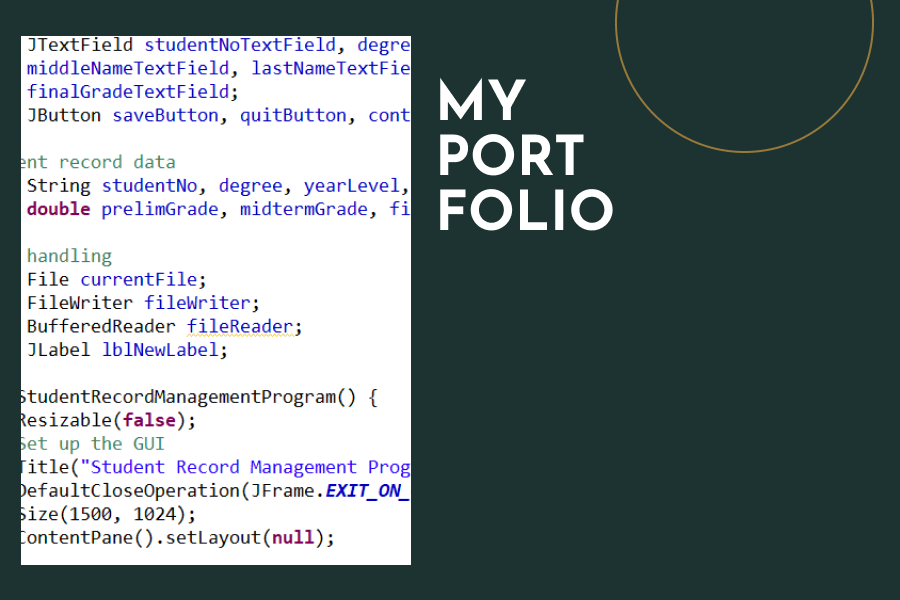 JTextField studentNoTextField, degre
middleNameTextField, lastNameTextFie
finalGradeTextField;
JButton saveButton, quitButton, cont
ent record data
String studentNo, degree, yearLevel,
double prelimGrade, midtermGrade, fi
handling
File currentFile;
FileWriter fileWriter;
BufferedReader fileReader;
JLabel lblNewLabel;
StudentRecordManagementProgram() {
Resizable(false);
Set up the GUI
Title("Student Record Management Prog
DefaultCloseOperation(JFrame.EXIT_ON_
Size(1500, 1024);
ContentPane().setLayout(null);
MY
PORT
FOLIO